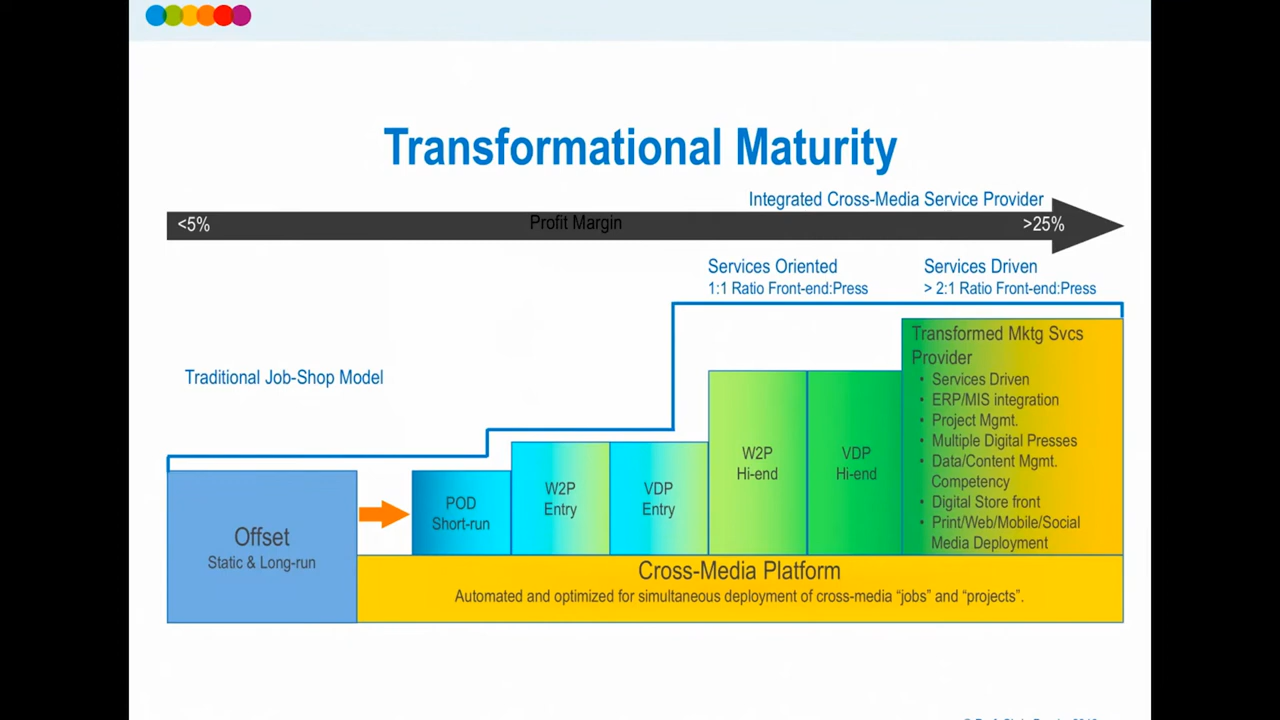 Transformational Maturity
Integrated Cross-Media Service Provider
<5%
Profit Margin
>25%
Services Oriented
1:1 Ratio Front-end:Press
Services Driven
> 2:1 Ratio Front-end:Press
Traditional Job-Shop Model
Offset
Static & Long-run
POD
Short-run
W2P
Entry
VDP
Entry
W2P
Hi-end
VDP
Hi-end
Transformed Mktg Svcs
Provider
• Services Driven
• ERP/MIS integration
• Project Mgmt.
• Multiple Digital Presses
• Data/Content Mgmt.
Competency
• Digital Store front
• Print/Web/Mobile/Social
Media Deployment
Cross-Media Platform
Automated and optimized for simultaneous deployment of cross-media “jobs” and “projects”.